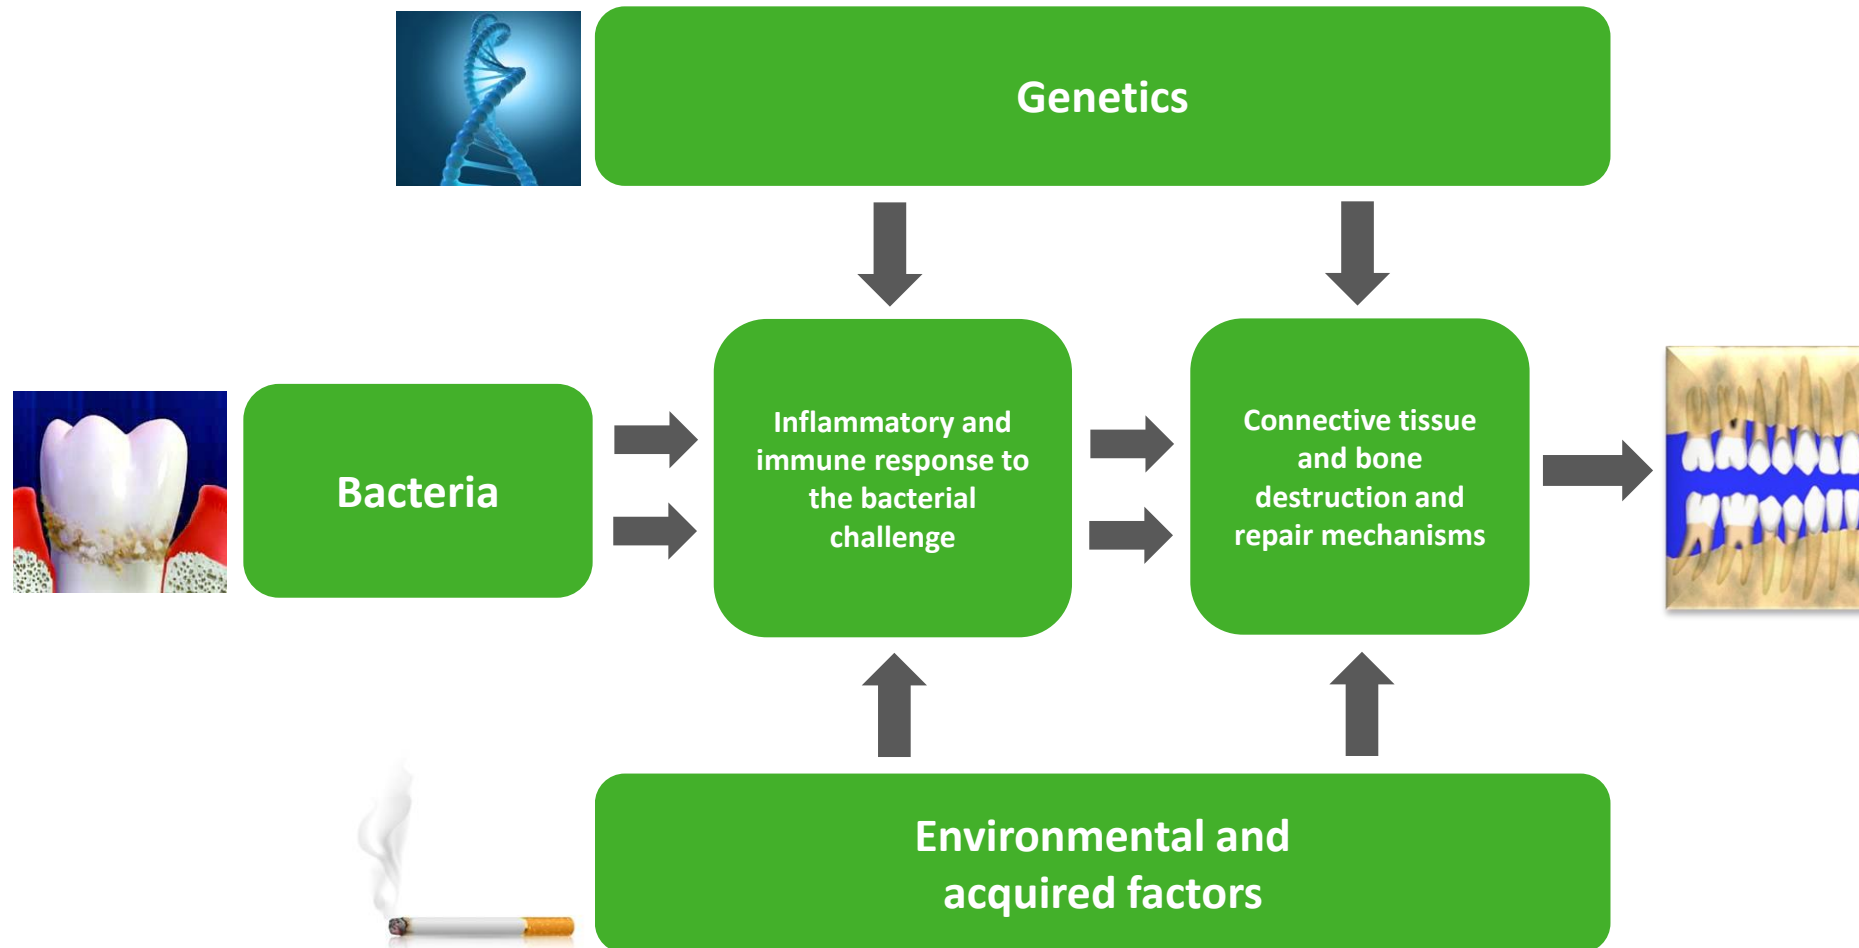 Genetics
Bacteria
Inflammatory and
immune response to
the bacterial
challenge
Connective tissue
and bone
destruction and
repair mechanisms
Environmental and
acquired factors